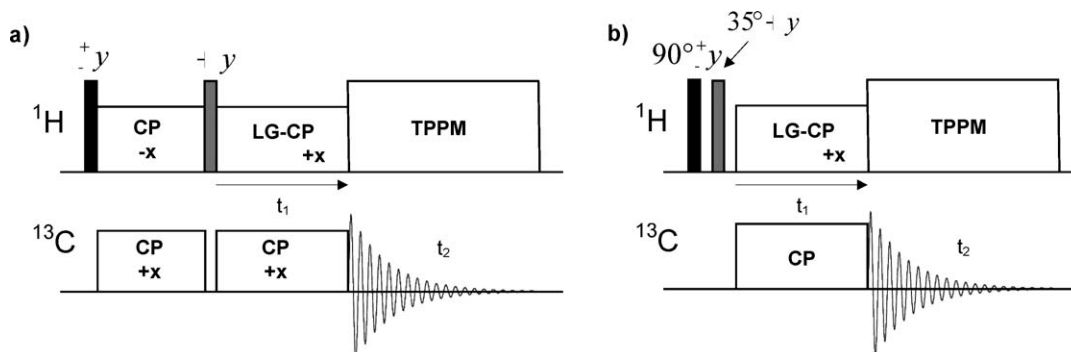 a)
± y
+ y
¹H
CP
-x
LG-CP
+x
TPPM
t₁
¹³C
CP
+x
CP
+x
t₂
b)
35° + y
90° ± y
¹H
LG-CP
+x
TPPM
t₁
¹³C
CP
t₂